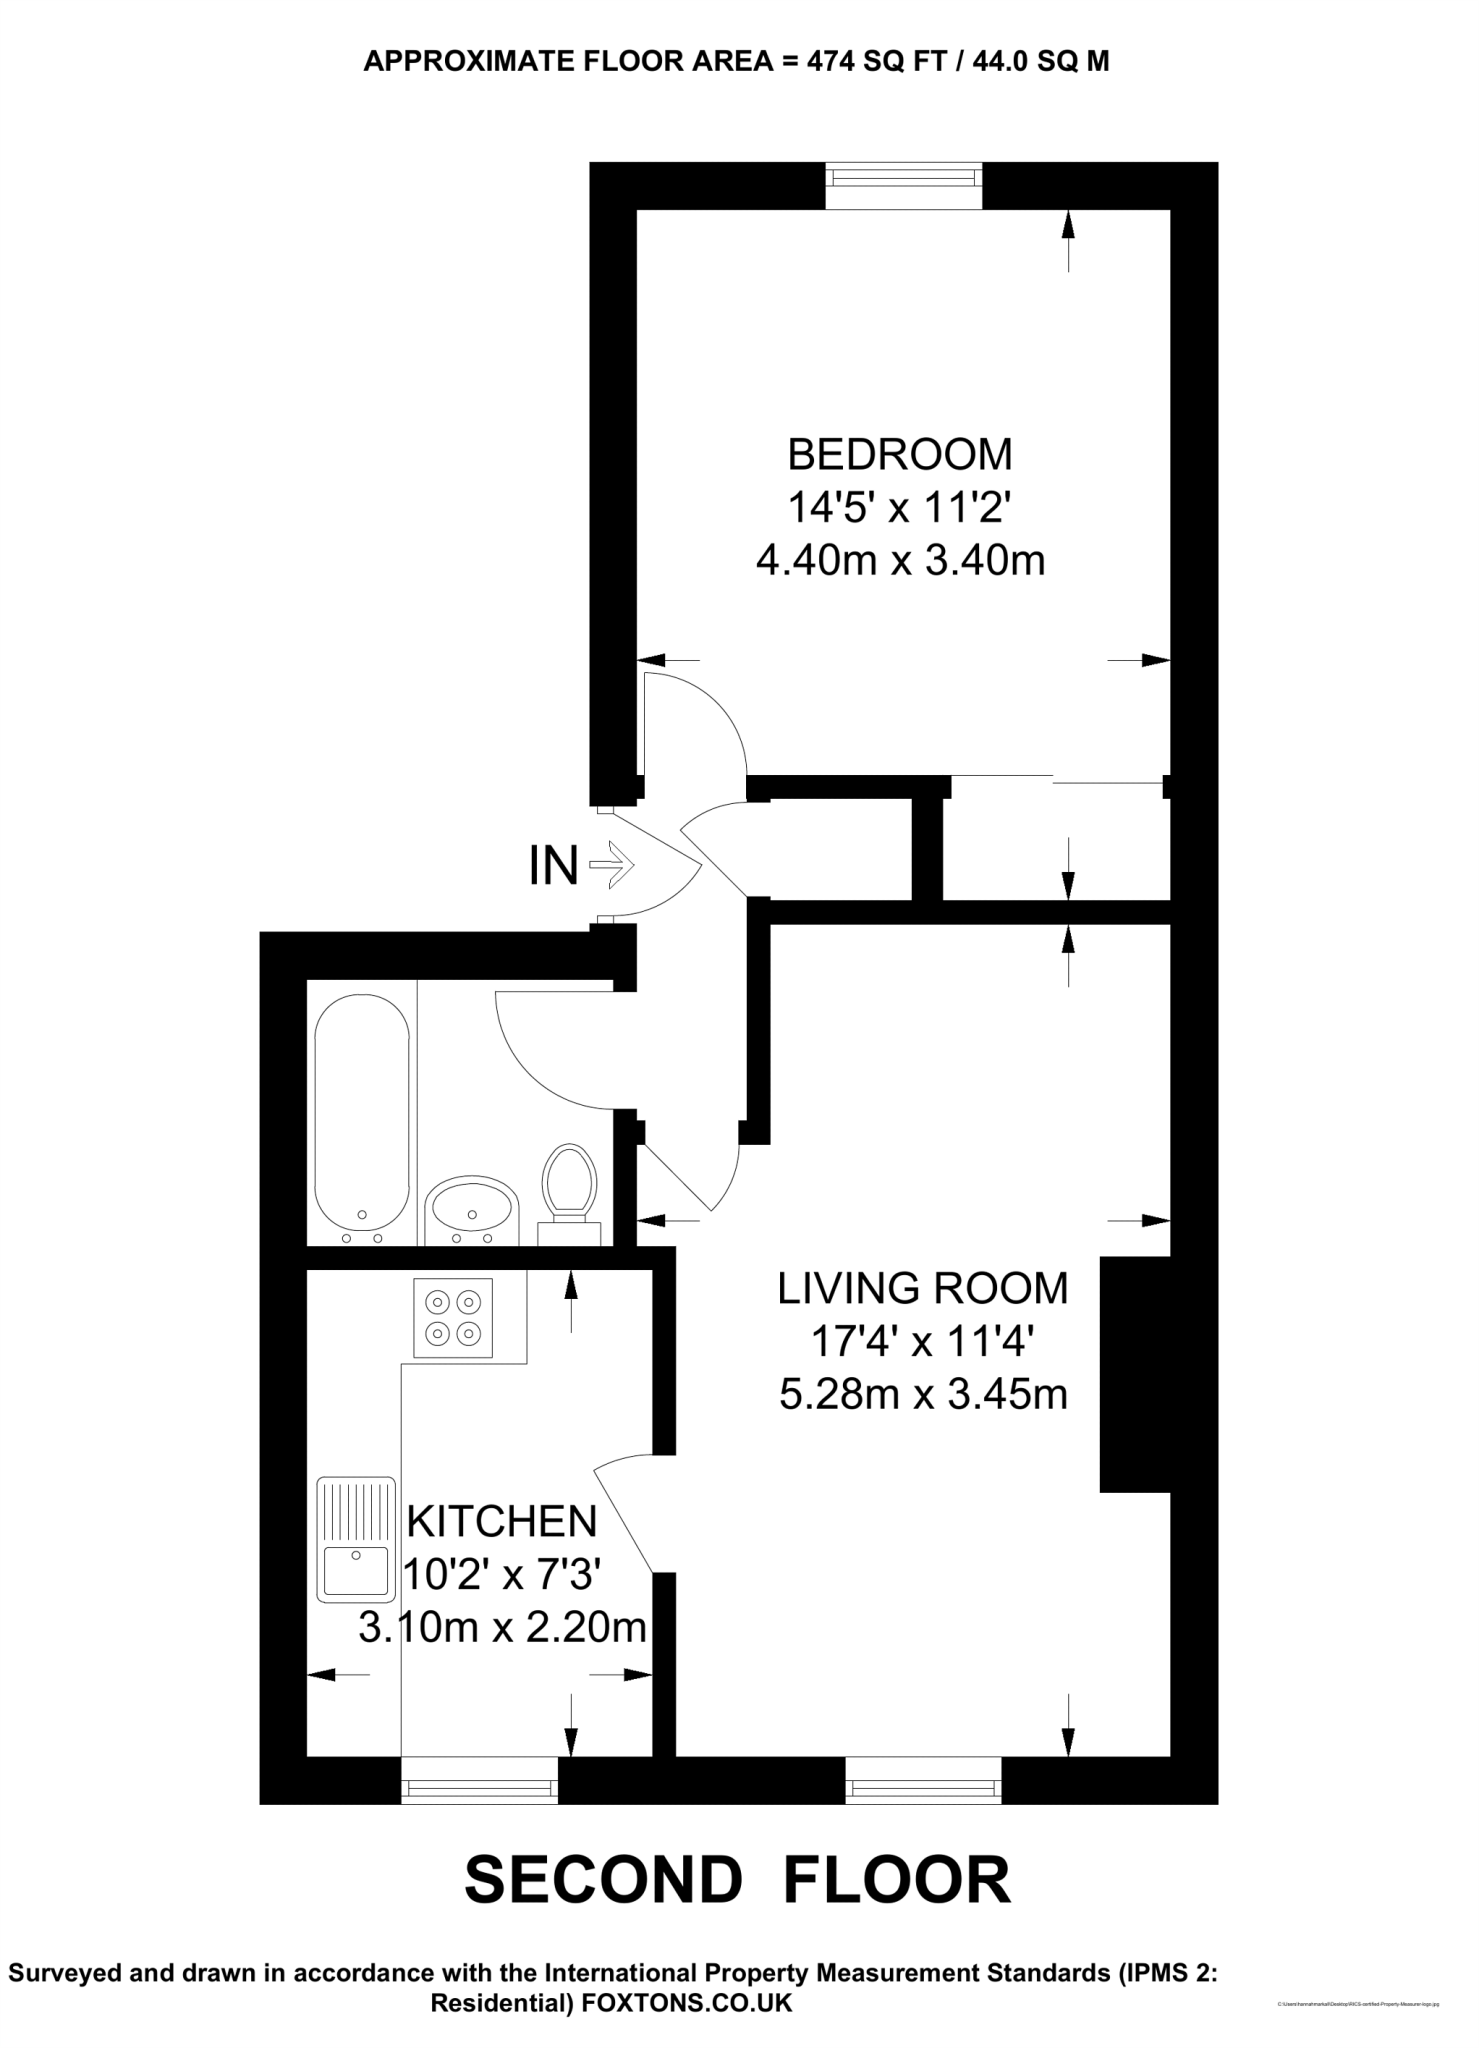 APPROXIMATE FLOOR AREA = 474 SQ FT / 44.0 SQ M
BEDROOM
14'5' x 11'2'
4.40m x 3.40m
IN
LIVING ROOM
17'4' x 11'4'
5.28m x 3.45m
KITCHEN
10'2' x 7'3'
3.10m x 2.20m
SECOND FLOOR
Surveyed and drawn in accordance with the International Property Measurement Standards (IPMS 2:
Residential) FOXTONS.CO.UK